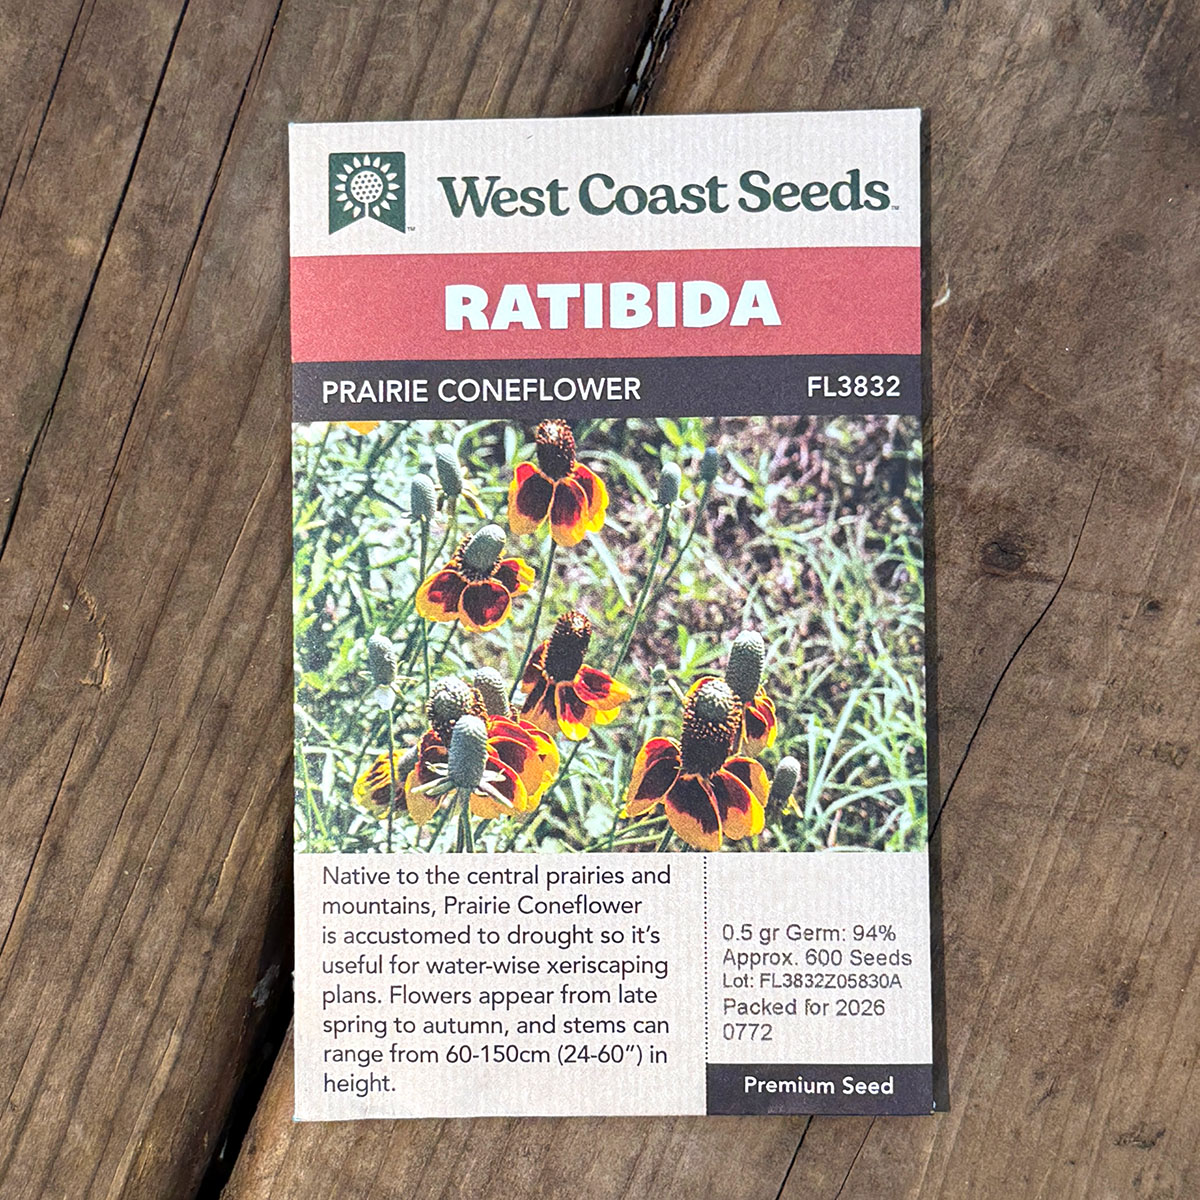 West Coast Seeds™
RATIBIDA
PRAIRIE CONEFLOWER FL3832
Native to the central prairies and
mountains, Prairie Coneflower
is accustomed to drought so it's
useful for water-wise xeriscaping
plans. Flowers appear from late
spring to autumn, and stems can
range from 60-150cm (24-60") in
height.
0.5 gr Germ: 94%
Approx. 600 Seeds
Lot: FL3832Z05830A
Packed for 2026
0772
Premium Seed